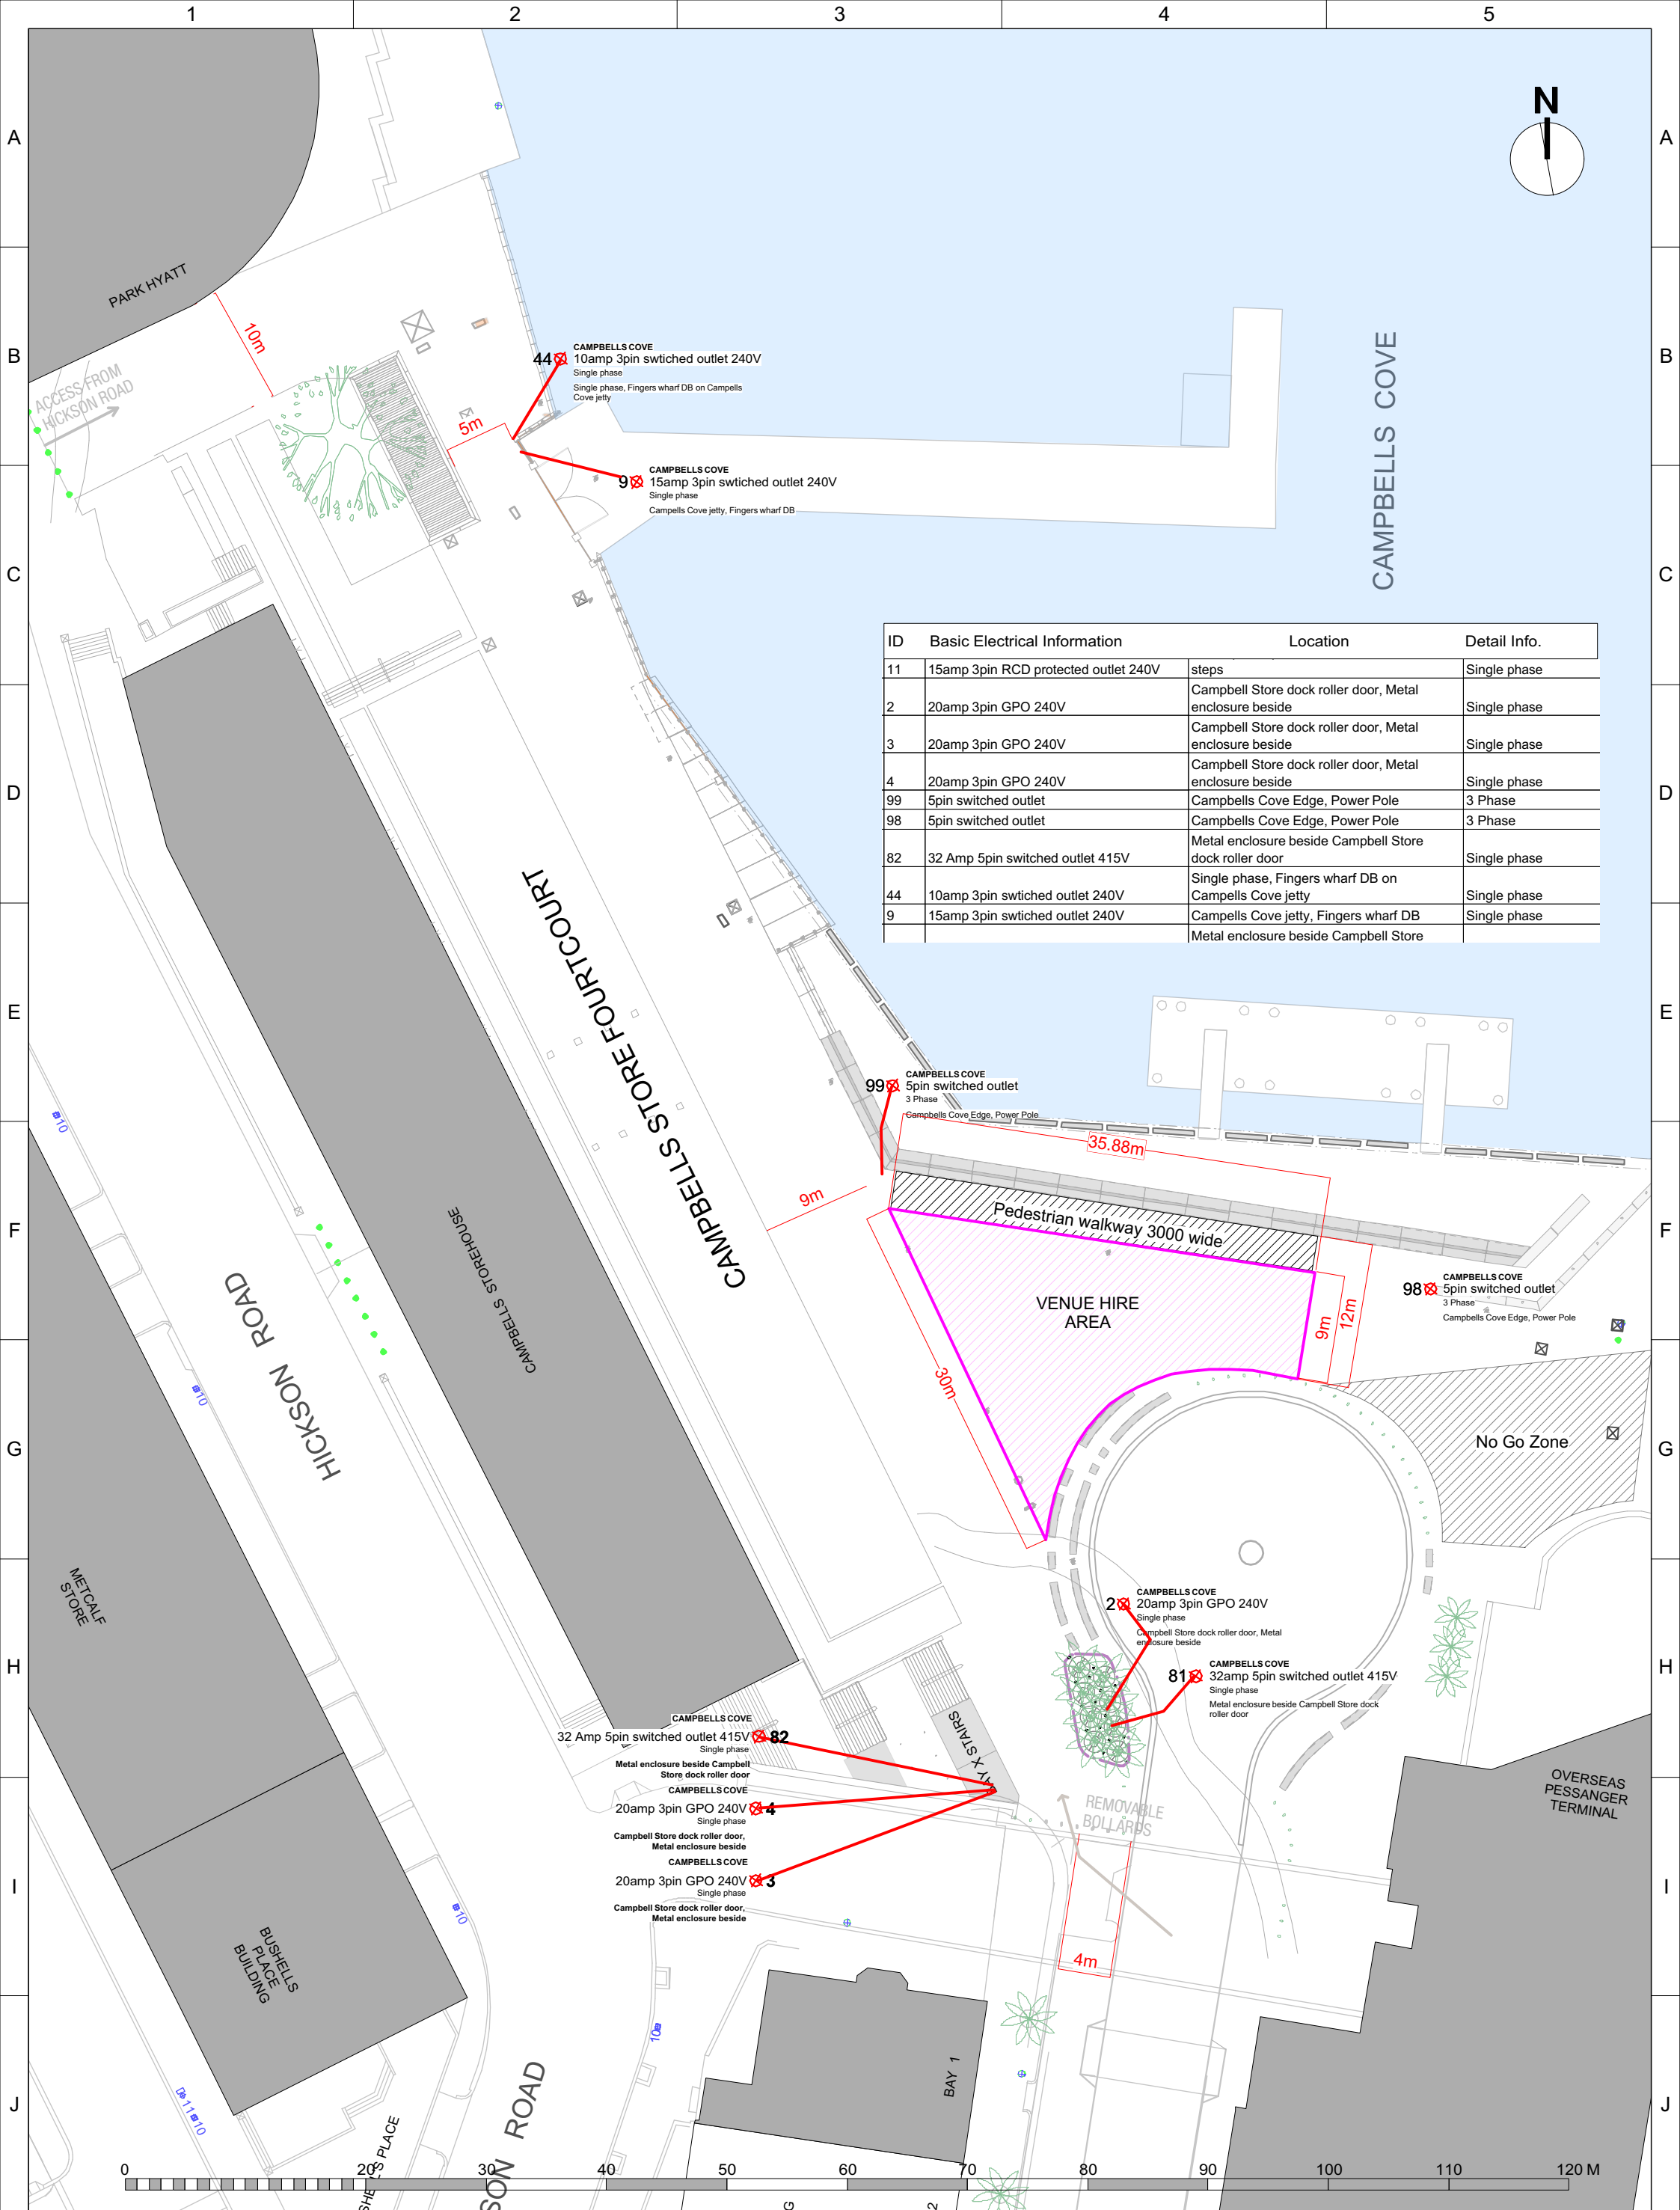 1
2
3
4
5
A
A
N
B
B
PARK HYATT
10m
ACCESS FROM
HICKSON ROAD
44
CAMPBELLS COVE
10amp 3pin swtiched outlet 240V
Single phase
Single phase, Fingers wharf DB on Campells
Cove jetty
5m
9
CAMPBELLS COVE
15amp 3pin swtiched outlet 240V
Single phase
Campells Cove jetty, Fingers wharf DB
CAMPBELLS COVE
C
C
ID Basic Electrical Information Location Detail Info.
11 15amp 3pin RCD protected outlet 240V steps Single phase
Campbell Store dock roller door, Metal
2 20amp 3pin GPO 240V enclosure beside Single phase
Campbell Store dock roller door, Metal
3 20amp 3pin GPO 240V enclosure beside Single phase
Campbell Store dock roller door, Metal
4 20amp 3pin GPO 240V enclosure beside Single phase
99 5pin switched outlet Campbells Cove Edge, Power Pole 3 Phase
98 5pin switched outlet Campbells Cove Edge, Power Pole 3 Phase
Metal enclosure beside Campbell Store
82 32 Amp 5pin switched outlet 415V dock roller door Single phase
Single phase, Fingers wharf DB on
44 10amp 3pin swtiched outlet 240V Campells Cove jetty Single phase
9 15amp 3pin swtiched outlet 240V Campells Cove jetty, Fingers wharf DB Single phase
Metal enclosure beside Campbell Store
D
D
CAMPBELLS STORE FOURTCOURT
E
E
99
CAMPBELLS COVE
5pin switched outlet
3 Phase
Campbells Cove Edge, Power Pole
10
35.88m
9m
Pedestrian walkway 3000 wide
F
F
CAMPBELLS STOREHOUSE
HICKSON ROAD
VENUE HIRE
AREA
98
CAMPBELLS COVE
5pin switched outlet
3 Phase
Campbells Cove Edge, Power Pole
9m
12m
30m
10
No Go Zone
G
G
METCALF
STORE
2
CAMPBELLS COVE
20amp 3pin GPO 240V
Single phase
Campbell Store dock roller door, Metal
enclosure beside
81
CAMPBELLS COVE
32amp 5pin switched outlet 415V
Single phase
Metal enclosure beside Campbell Store dock
roller door
H
H
CAMPBELLS COVE
32 Amp 5pin switched outlet 415V
82
Single phase
Metal enclosure beside Campbell
Store dock roller door
BAY X STAIRS
CAMPBELLS COVE
20amp 3pin GPO 240V
4
Single phase
Campbell Store dock roller door,
Metal enclosure beside
CAMPBELLS COVE
20amp 3pin GPO 240V
3
Single phase
Campbell Store dock roller door,
Metal enclosure beside
REMOVABLE
BOLLARDS
OVERSEAS
PESSANGER
TERMINAL
I
I
10
BUSHELLS
PLACE
BUILDING
4m
10
BAY 1
J
J
10
PLACE
SON ROAD
0 20 30 40 50 60 70 80 90 100 110 120 M
G
2